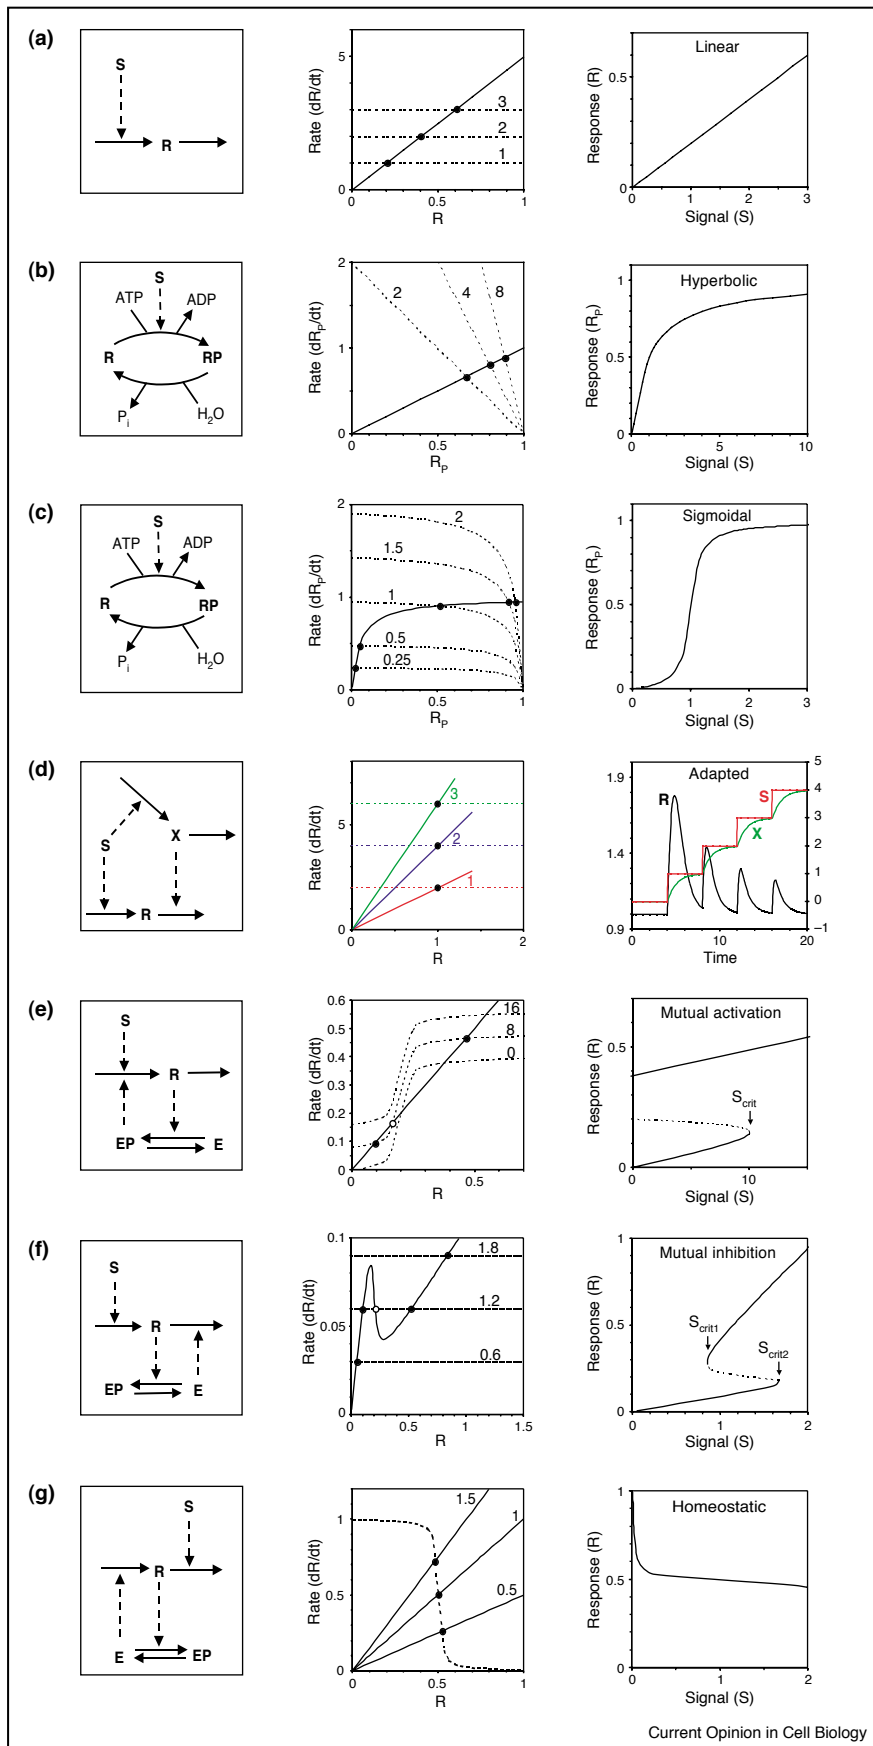 (a)
S
R
Rate (dR/dt)
5
0
3
2
1
0
0.5
1
R
Response (R)
Linear
0.5
0
0
1
2
3
Signal (S)
(b)
S
ATP
ADP
R
RP
Pi
H2O
Rate (dRP/dt)
2
1
0
2
4
8
0
0.5
1
RP
Response (RP)
Hyperbolic
1
0.5
0
0
5
10
Signal (S)
(c)
S
ATP
ADP
R
RP
Pi
H2O
Rate (dRP/dt)
2
1
0
2
1.5
1
0.5
0.25
0
0.5
1
RP
Response (RP)
Sigmoidal
1
0.5
0
0
1
2
3
Signal (S)
(d)
S
X
R
Rate (dR/dt)
5
0
3
2
1
0
1
2
R
Adapted
1.9
1.4
0.9
R
S
X
5
4
3
2
1
0
–1
0
10
20
Time
(e)
S
R
EP
E
Rate (dR/dt)
0.6
0.5
0.4
0.3
0.2
0.1
0
16
8
0
0
0.5
R
Response (R)
Mutual activation
0.5
0
Scrit
0
10
Signal (S)
(f)
S
R
EP
E
Rate (dR/dt)
0.1
0.05
0
1.8
1.2
0.6
0
0.5
1
1.5
R
Response (R)
Mutual inhibition
1
0.5
0
Scrit1
Scrit2
0
1
2
Signal (S)
(g)
S
R
E
EP
Rate (dR/dt)
1
0.5
0
1.5
1
0.5
0
0.5
1
R
Response (R)
Homeostatic
1
0.5
0
0
1
2
Signal (S)
Current Opinion in Cell Biology